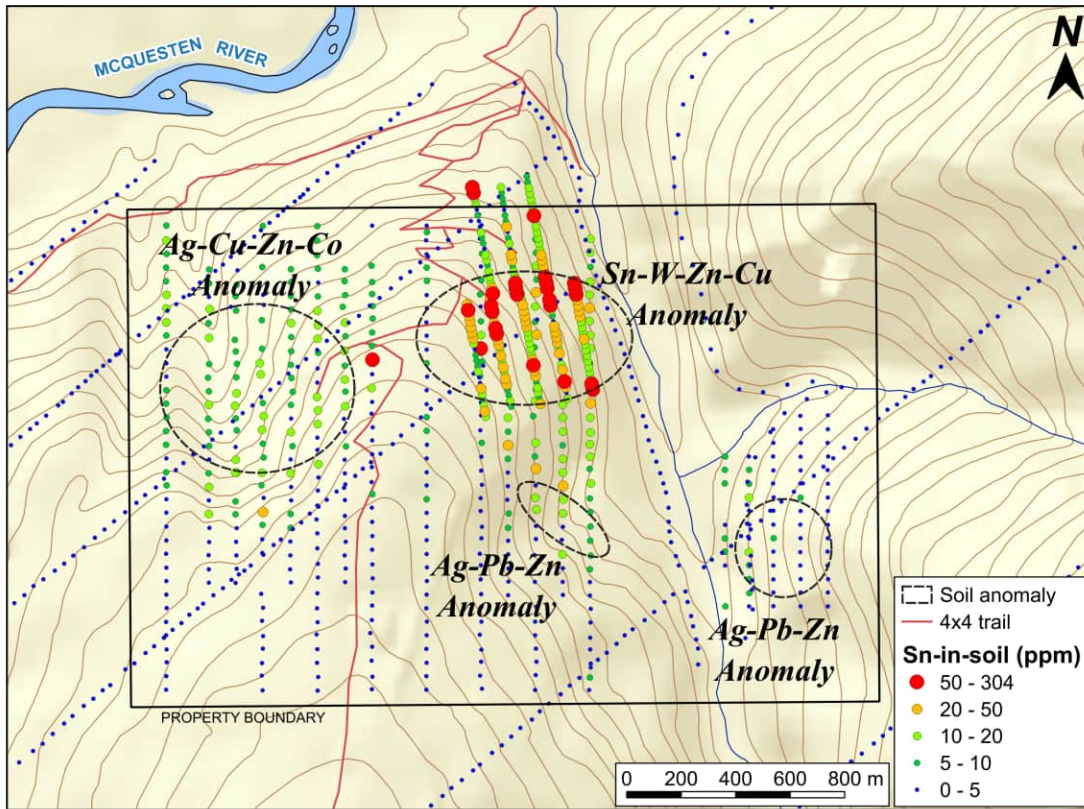 MCQUESTEN RIVER
N
Ag-Cu-Zn-Co
Anomaly
Sn-W-Zn-Cu
Anomaly
Ag-Pb-Zn
Anomaly
Ag-Pb-Zn
Anomaly
PROPERTY BOUNDARY
Soil anomaly
4x4 trail
Sn-in-soil (ppm)
50 - 304
20 - 50
10 - 20
5 - 10
0 - 5
0 200 400 600 800 m